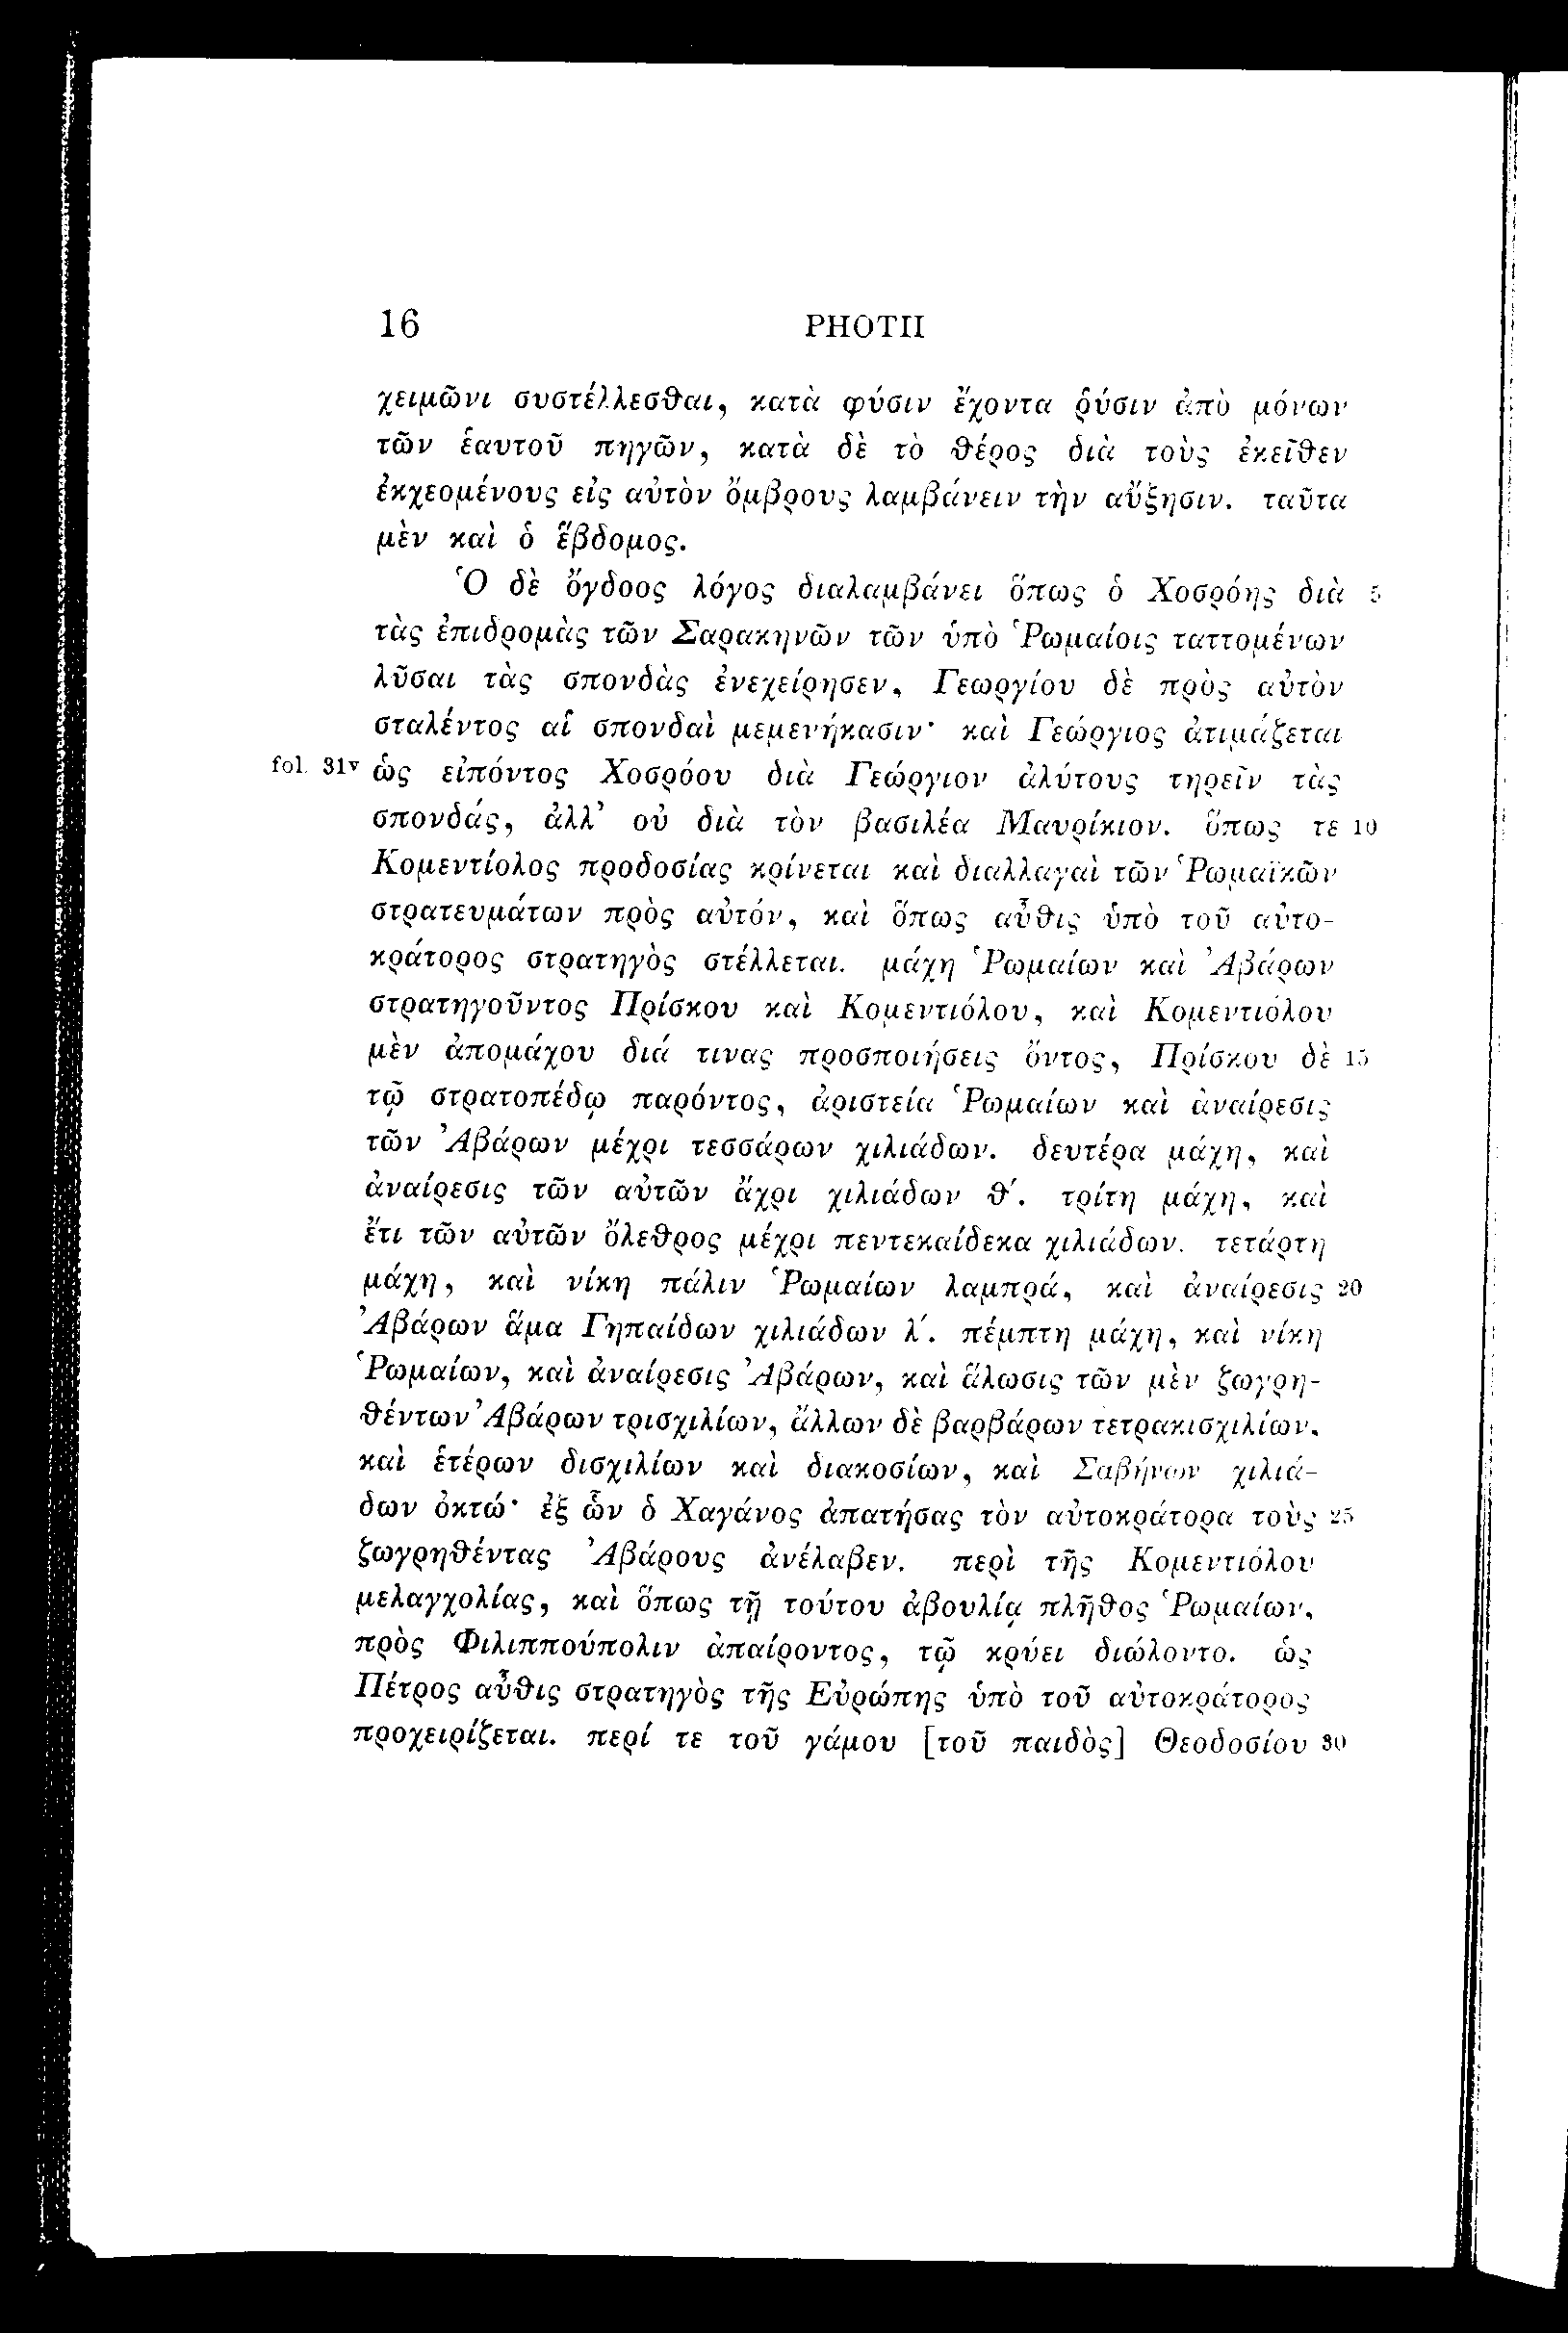 16 PHOTII
χειμῶνι συστέλλεσθαι, κατὰ φύσιν ἔχοντα ῥύσιν ἀπὸ μόνων
τῶν ἑαυτοῦ πηγῶν, κατὰ δὲ τὸ θέρος διὰ τοὺς ἐκεῖθεν
ἐκχεομένους εἰς αὐτὸν ὄμβρους λαμβάνειν τὴν αὔξησιν. ταῦτα
μὲν καὶ ὁ ἕβδομος.
Ὁ δὲ ὄγδοος λόγος διαλαμβάνει ὅπως ὁ Χοσρόης διὰ 5
τὰς ἐπιδρομὰς τῶν Σαρακηνῶν τῶν ὑπὸ Ῥωμαίοις ταττομένων
λῦσαι τὰς σπονδὰς ἐνεχείρησεν, Γεωργίου δὲ πρὸς αὐτὸν
σταλέντος αἱ σπονδαὶ μεμενήκασιν· καὶ Γεώργιος ἀτιμάζεται
fol. 31v ὡς εἰπόντος Χοσρόου διὰ Γεώργιον ἀλύτους τηρεῖν τὰς
σπονδάς, ἀλλ’ οὐ διὰ τὸν βασιλέα Μαυρίκιον. ὅπως τε 10
Κομεντίολος προδοσίας κρίνεται καὶ διαλλαγαὶ τῶν Ῥωμαϊκῶν
στρατευμάτων πρὸς αὐτόν, καὶ ὅπως αὖθις ὑπὸ τοῦ αὐτο-
κράτορος στρατηγὸς στέλλεται. μάχη Ῥωμαίων καὶ Ἀβάρων
στρατηγοῦντος Πρίσκου καὶ Κομεντιόλου, καὶ Κομεντιόλου
μὲν ἀπομάχου διά τινας προσποιήσεις ὄντος, Πρίσκου δὲ 15
τῷ στρατοπέδῳ παρόντος, ἀριστεία Ῥωμαίων καὶ ἀναίρεσις
τῶν Ἀβάρων μέχρι τεσσάρων χιλιάδων. δευτέρα μάχη, καὶ
ἀναίρεσις τῶν αὐτῶν ἄχρι χιλιάδων θ´. τρίτη μάχη, καὶ
ἔτι τῶν αὐτῶν ὄλεθρος μέχρι πεντεκαίδεκα χιλιάδων. τετάρτη
μάχη, καὶ νίκη πάλιν Ῥωμαίων λαμπρά, καὶ ἀναίρεσις 20
Ἀβάρων ἅμα Γηπαίδων χιλιάδων λ´. πέμπτη μάχη, καὶ νίκη
Ῥωμαίων, καὶ ἀναίρεσις Ἀβάρων, καὶ ἅλωσις τῶν μὲν ζωγρη-
θέντων Ἀβάρων τρισχιλίων, ἄλλων δὲ βαρβάρων τετρακισχιλίων,
καὶ ἑτέρων δισχιλίων καὶ διακοσίων, καὶ Σαβήνων χιλιά-
δων ὀκτώ· ἐξ ὧν ὁ Χαγάνος ἀπατήσας τὸν αὐτοκράτορα τοὺς 25
ζωγρηθέντας Ἀβάρους ἀνέλαβεν. περὶ τῆς Κομεντιόλου
μελαγχολίας, καὶ ὅπως τῇ τούτου ἀβουλίᾳ πλῆθος Ῥωμαίων,
πρὸς Φιλιππούπολιν ἀπαίροντος, τῷ κρύει διώλοντο. ὡς
Πέτρος αὖθις στρατηγὸς τῆς Εὐρώπης ὑπὸ τοῦ αὐτοκράτορος
προχειρίζεται. περί τε τοῦ γάμου [τοῦ παιδὸς] Θεοδοσίου 30